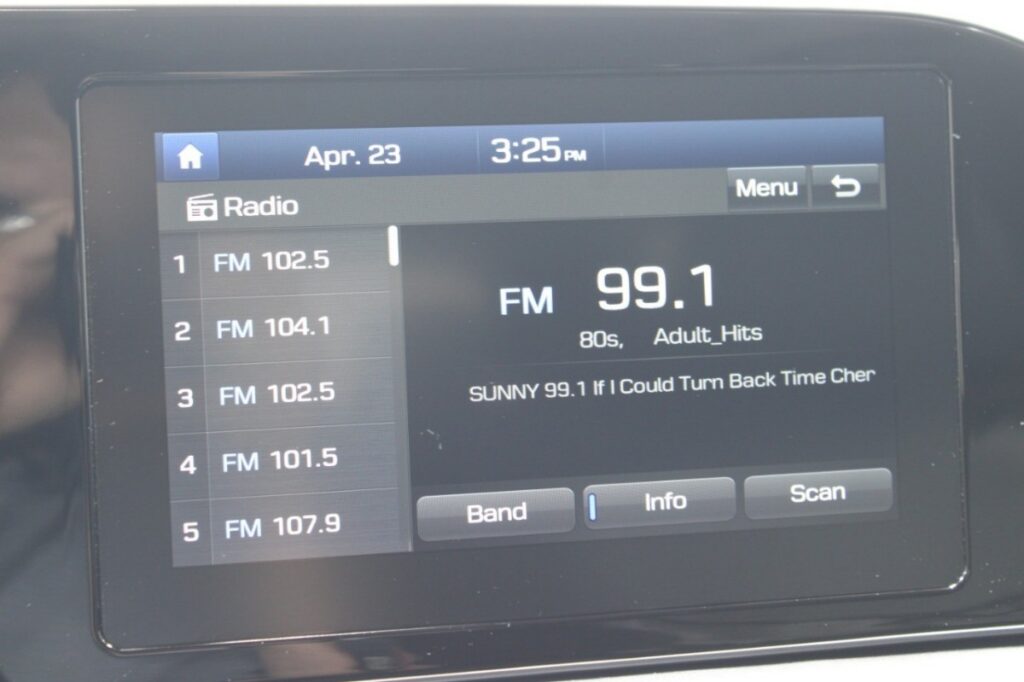 Apr. 23 3:25 PM
Radio Menu
1 FM 102.5
2 FM 104.1
3 FM 102.5
4 FM 101.5
5 FM 107.9
FM 99.1
80s, Adult_Hits
SUNNY 99.1 If I Could Turn Back Time Cher
Band Info Scan